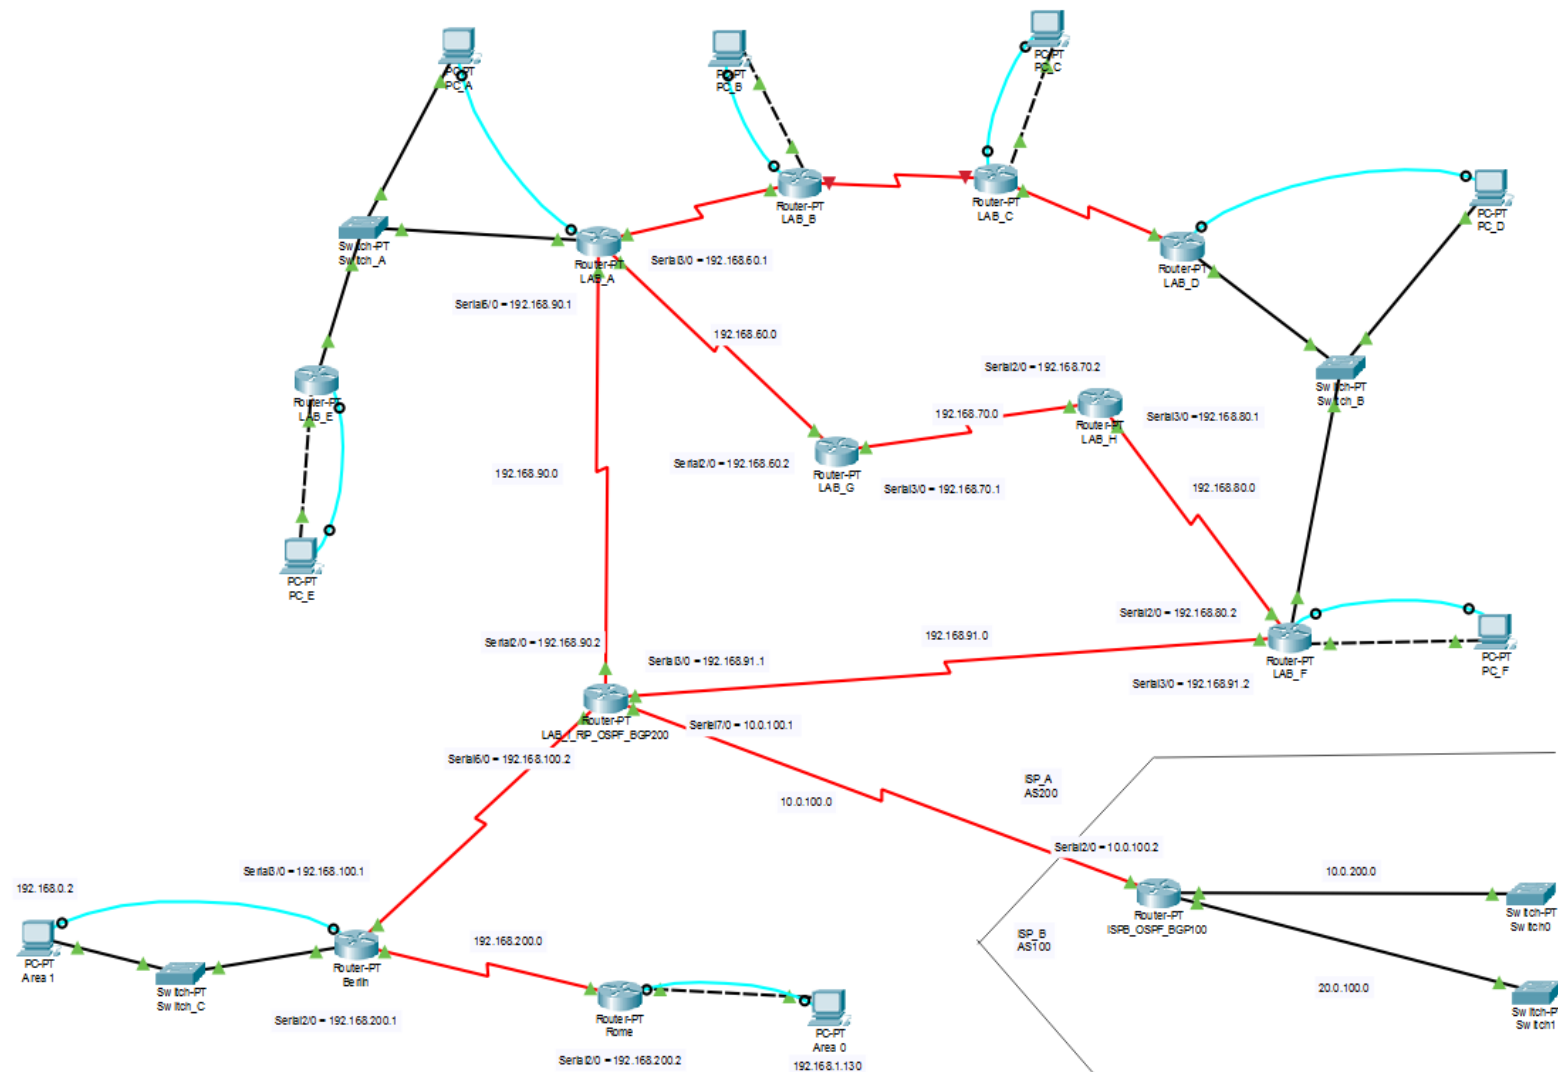 PC-PT
PC_A
PC-PT
PC_B
PC-PT
PC_C
Router-PT
LAB_B
Router-PT
LAB_C
PC-PT
PC_D
Switch-PT
Switch_A
Router-PT
LAB_A
Serial3/0 = 192.168.60.1
Router-PT
LAB_D
Serial6/0 = 192.168.90.1
192.168.60.0
Serial2/0 = 192.168.70.2
Switch-PT
Switch_B
Router-PT
LAB_E
192.168.70.0
Router-PT
LAB_H
Serial3/0 =192.168.80.1
192.168.90.0
Serial2/0 = 192.168.60.2
Router-PT
LAB_G
Serial3/0 = 192.168.70.1
192.168.80.0
PC-PT
PC_E
Serial2/0 = 192.168.90.2
Serial3/0 = 192.168.91.1
192.168.91.0
Serial2/0 = 192.168.80.2
Router-PT
LAB_F
PC-PT
PC_F
Serial3/0 = 192.168.91.2
Router-PT
LAB_I_RIP_OSPF_BGP200
Serial7/0 = 10.0.100.1
Serial6/0 = 192.168.100.2
10.0.100.0
ISP_A
AS200
Serial2/0 = 10.0.100.2
192.168.0.2
Serial3/0 = 192.168.100.1
10.0.200.0
PC-PT
Area 1
Switch-PT
Switch_C
Router-PT
Berlin
192.168.200.0
ISP_B
AS100
Router-PT
ISPB_OSPF_BGP100
Switch-PT
Switch0
20.0.100.0
Serial2/0 = 192.168.200.1
Router-PT
Rome
PC-PT
Area 0
Switch-P
Switch1
Serial2/0 = 192.168.200.2
192.168.1.130